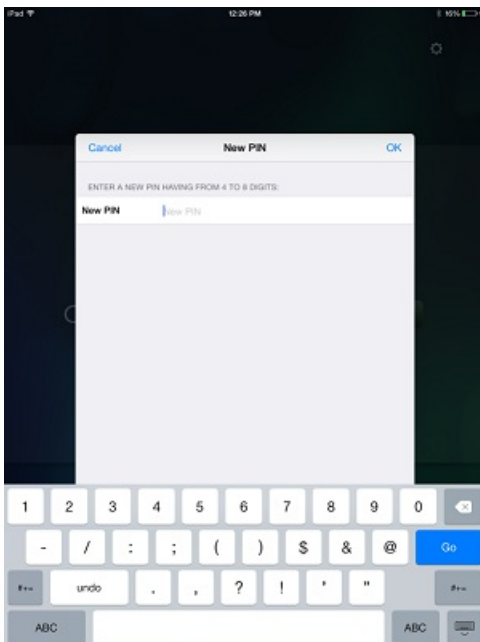 iPad 12:26 PM 16%
Cancel New PIN OK
ENTER A NEW PIN HAVING FROM 4 TO 8 DIGITS:
New PIN New PIN
1 2 3 4 5 6 7 8 9 0
- / : ; ( ) $ & @ Go
#+= undo . , ? ! ' " #+=
ABC ABC